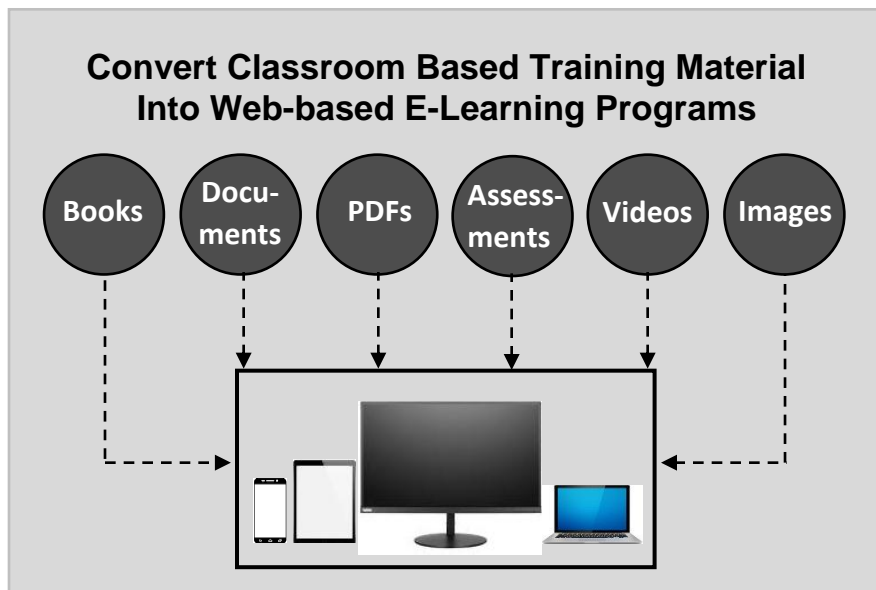 Convert Classroom Based Training Material
Into Web-based E-Learning Programs
Books
Docu-
ments
PDFs
Assess-
ments
Videos
Images